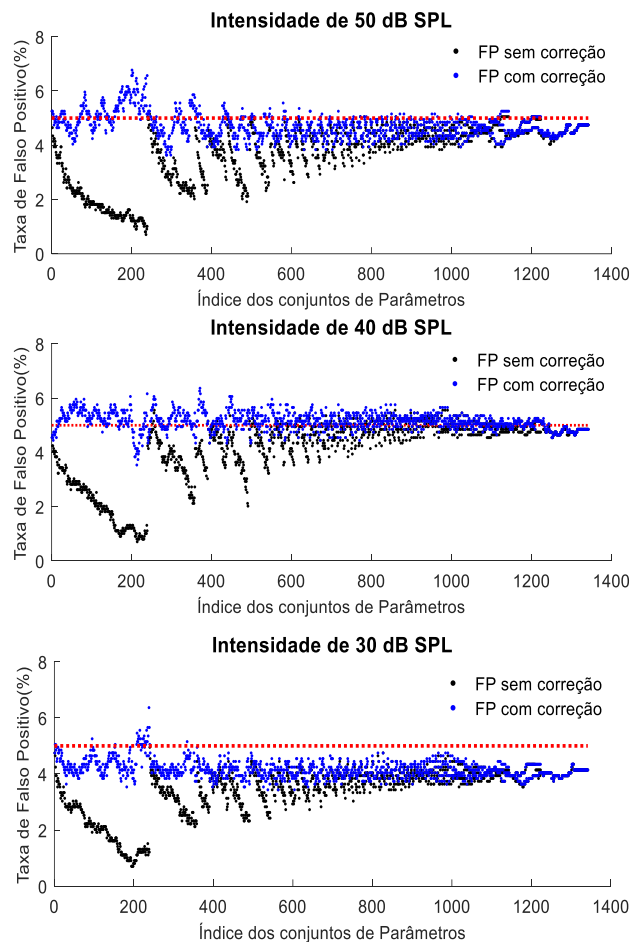 Intensidade de 50 dB SPL
8
6
4
2
0
Taxa de Falso Positivo(%)
FP sem correção
FP com correção
0 200 400 600 800 1000 1200 1400
Índice dos conjuntos de Parâmetros
Intensidade de 40 dB SPL
8
6
4
2
0
Taxa de Falso Positivo(%)
FP sem correção
FP com correção
0 200 400 600 800 1000 1200 1400
Índice dos conjuntos de Parâmetros
Intensidade de 30 dB SPL
8
6
4
2
0
Taxa de Falso Positivo(%)
FP sem correção
FP com correção
0 200 400 600 800 1000 1200 1400
Índice dos conjuntos de Parâmetros